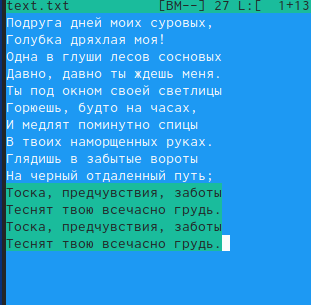 text.txt [BM--] 27 L:[ 1+13
Подруга дней моих суровых,
Голубка дряхлая моя!
Одна в глуши лесов сосновых
Давно, давно ты ждешь меня.
Ты под окном своей светлицы
Горюешь, будто на часах,
И медлят поминутно спицы
В твоих наморщенных руках.
Глядишь в забытые вороты
На черный отдаленный путь;
Тоска, предчувствия, заботы
Теснят твою всечасно грудь.
Тоска, предчувствия, заботы
Теснят твою всечасно грудь.